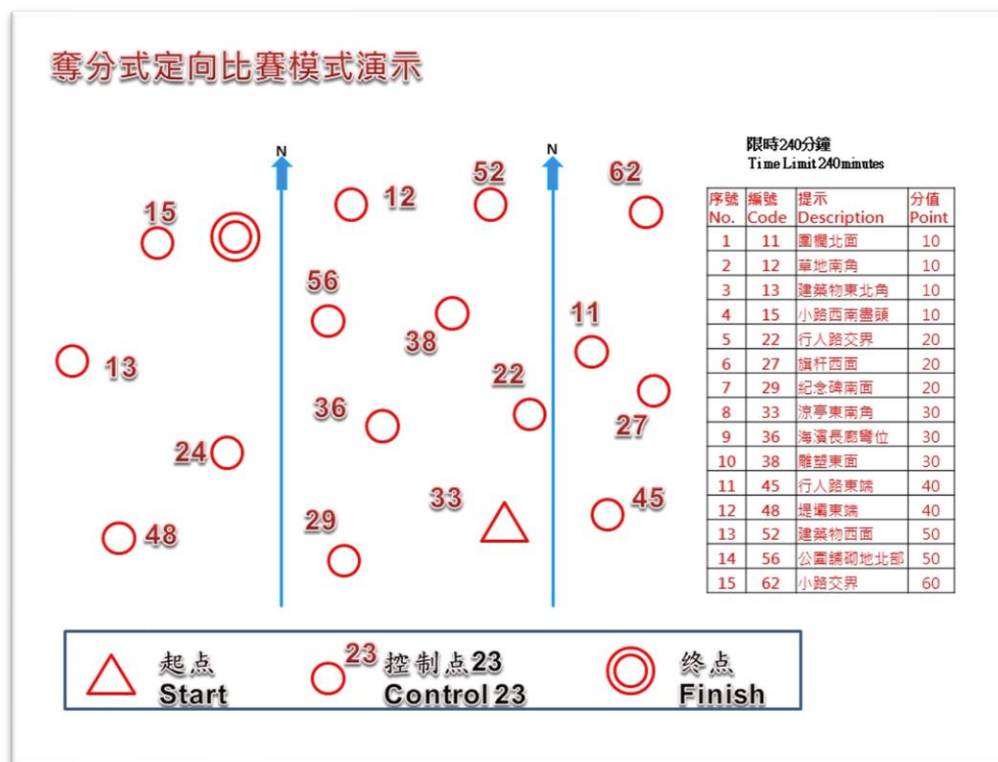 奪分式定向比賽模式演示
限時240分鐘
Time Limit 240minutes
N
N
15
12
52
62
56
38
11
13
36
22
27
24
48
29
33
45
序號 編號 提示 分值
No. Code Description Point
1 11 圍欄北面 10
2 12 草地南角 10
3 13 建築物東北角 10
4 15 小路西南盡頭 10
5 22 行人路交界 20
6 27 旗杆西面 20
7 29 紀念碑南面 20
8 33 涼亭東南角 30
9 36 海濱長廊彎位 30
10 38 雕塑東面 30
11 45 行人路東端 40
12 48 堤壩東端 40
13 52 建築物西面 50
14 56 公園鋪砌地北部 50
15 62 小路交界 60
起点
Start
23 控制点23
Control 23
终点
Finish